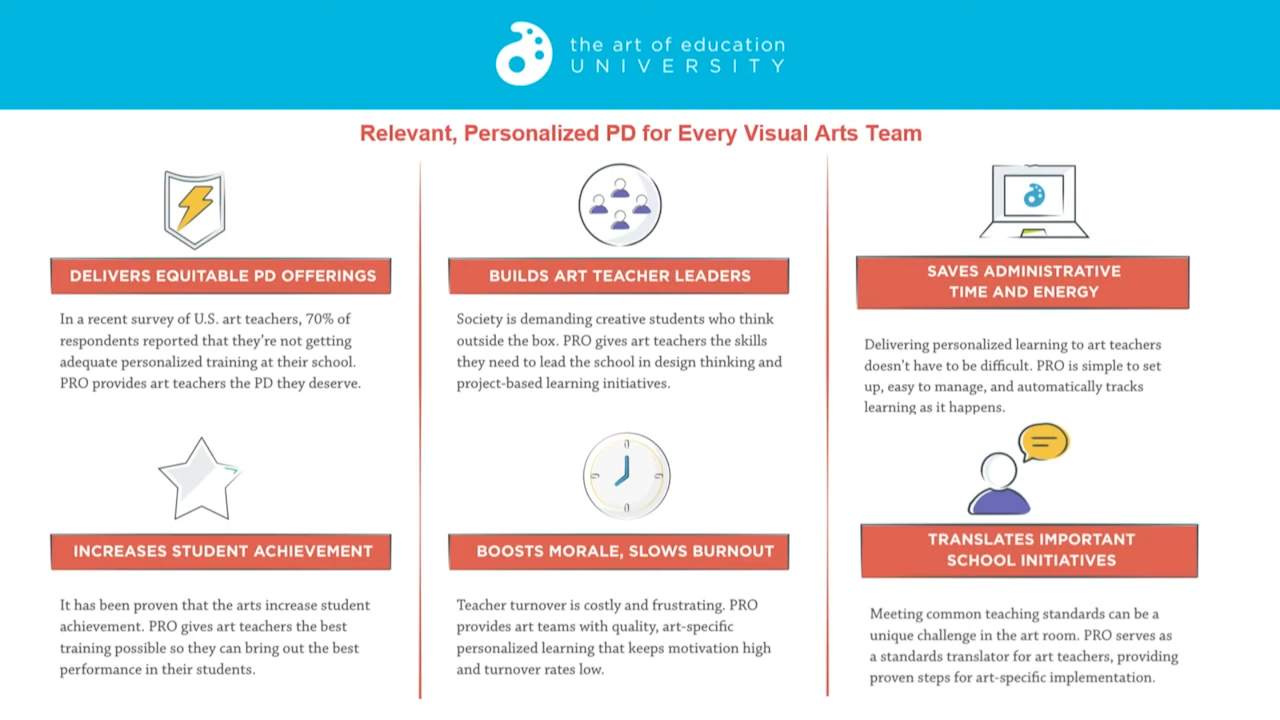 the art of education
UNIVERSITY
Relevant, Personalized PD for Every Visual Arts Team
DELIVERS EQUITABLE PD OFFERINGS
In a recent survey of U.S. art teachers, 70% of
respondents reported that they're not getting
adequate personalized training at their school.
PRO provides art teachers the PD they deserve.
INCREASES STUDENT ACHIEVEMENT
It has been proven that the arts increase student
achievement. PRO gives art teachers the best
training possible so they can bring out the best
performance in their students.
BUILDS ART TEACHER LEADERS
Society is demanding creative students who think
outside the box. PRO gives art teachers the skills
they need to lead the school in design thinking and
project-based learning initiatives.
BOOSTS MORALE, SLOWS BURNOUT
Teacher turnover is costly and frustrating. PRO
provides art teams with quality, art-specific
personalized learning that keeps motivation high
and turnover rates low.
SAVES ADMINISTRATIVE
TIME AND ENERGY
Delivering personalized learning to art teachers
doesn't have to be difficult. PRO is simple to set
up, easy to manage, and automatically tracks
learning as it happens.
TRANSLATES IMPORTANT
SCHOOL INITIATIVES
Meeting common teaching standards can be a
unique challenge in the art room. PRO serves as
a standards translator for art teachers, providing
proven steps for art-specific implementation.